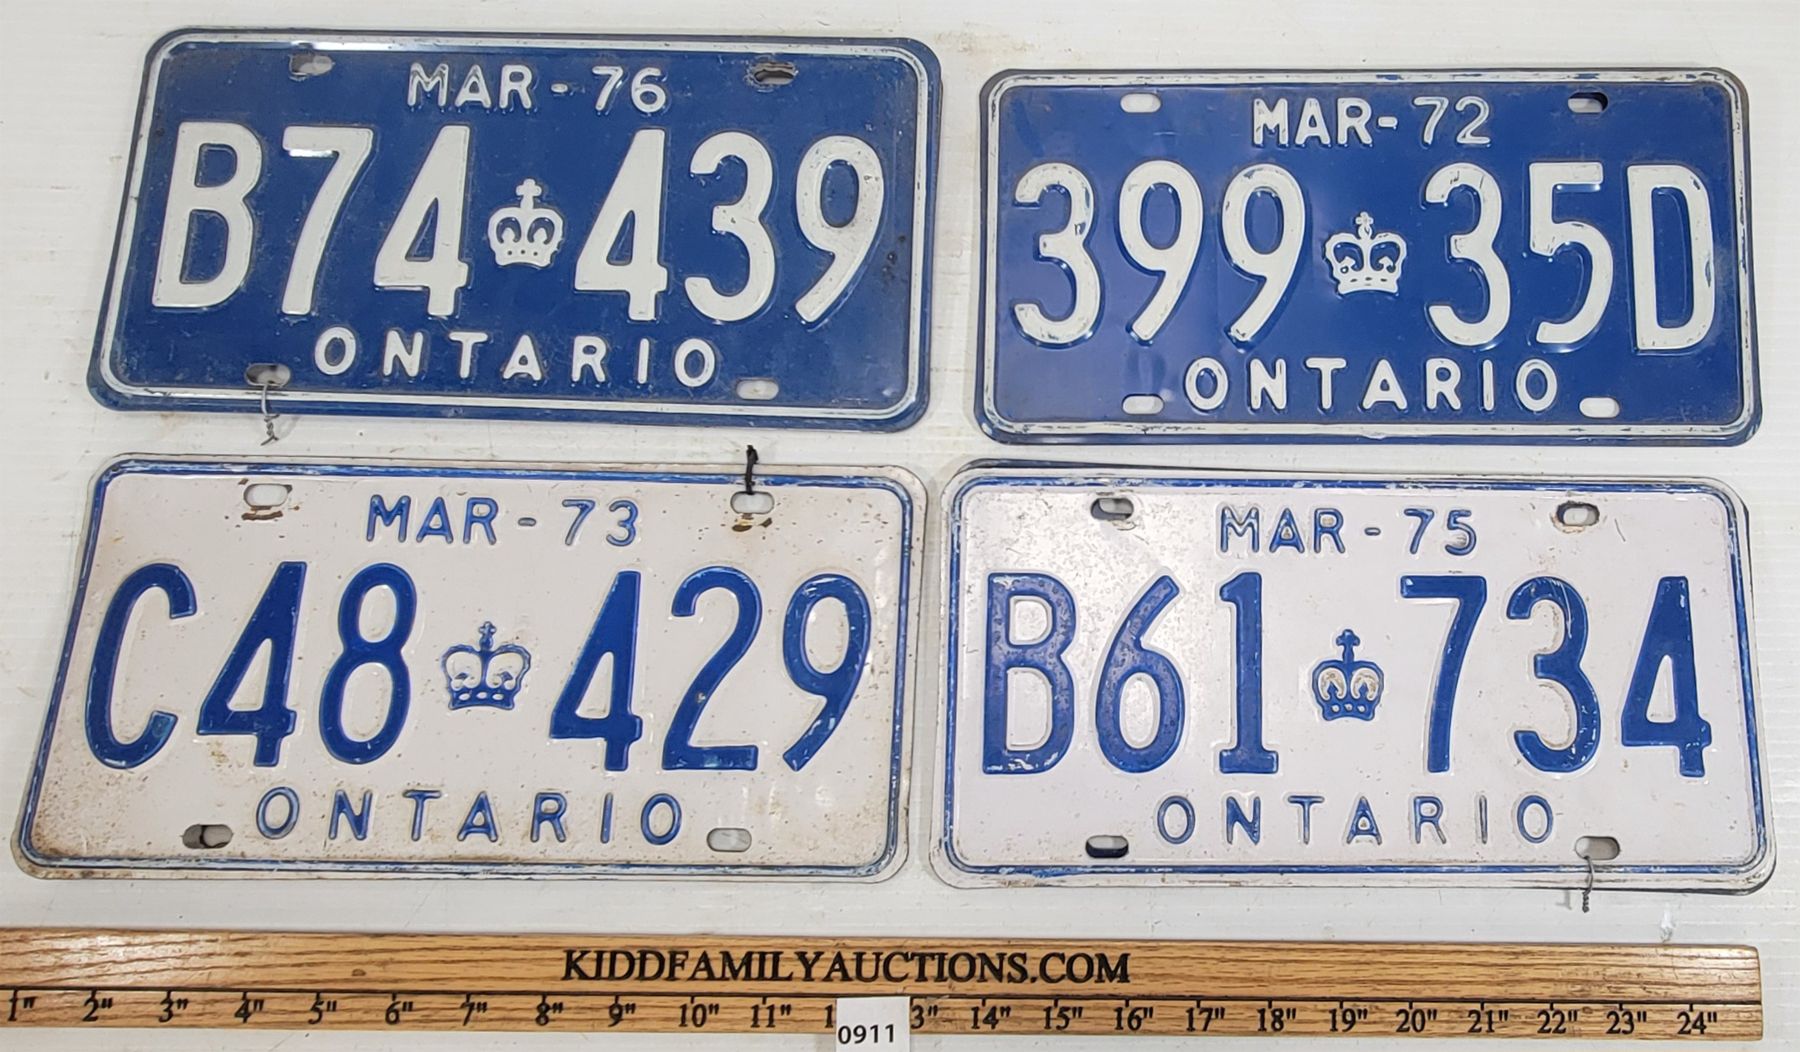 MAR - 76
B74 439
ONTARIO
MAR - 72
399 35D
ONTARIO
MAR - 73
C48 429
ONTARIO
MAR - 75
B61 734
ONTARIO
KIDDFAMILYAUCTIONS.COM
1" 2" 3" 4" 5" 6" 7" 8" 9" 10" 11" 1 3" 14" 15" 16" 17" 18" 19" 20" 21" 22" 23" 24"
0911